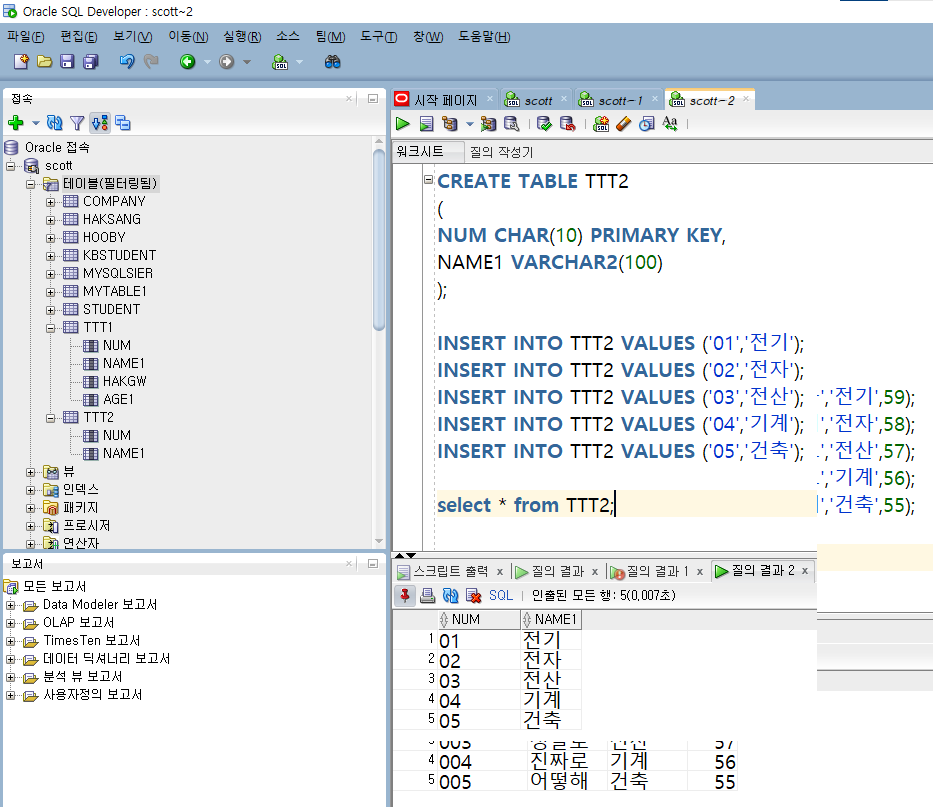 Oracle SQL Developer : scott~2
파일(F) 편집(E) 보기(V) 이동(N) 실행(R) 소스 팀(M) 도구(T) 창(W) 도움말(H)
접속
Oracle 접속
scott
테이블(필터링됨)
COMPANY
HAKSANG
HOOBY
KBSTUDENT
MYSQLSIER
MYTABLE1
STUDENT
TTT1
NUM
NAME1
HAKGW
AGE1
TTT2
NUM
NAME1
뷰
인덱스
패키지
프로시저
연산자
보고서
모든 보고서
Data Modeler 보고서
OLAP 보고서
TimesTen 보고서
데이터 딕셔너리 보고서
분석 뷰 보고서
사용자정의 보고서
시작 페이지 scott scott~1 scott~2
워크시트 질의 작성기
CREATE TABLE TTT2
(
NUM CHAR(10) PRIMARY KEY,
NAME1 VARCHAR2(100)
);
INSERT INTO TTT2 VALUES ('01','전기');
INSERT INTO TTT2 VALUES ('02','전자');
INSERT INTO TTT2 VALUES ('03','전산'); ','전기',59);
INSERT INTO TTT2 VALUES ('04','기계'); ','전자',58);
INSERT INTO TTT2 VALUES ('05','건축'); ','전산',57);
','기계',56);
select * from TTT2; ','건축',55);
스크립트 출력 질의 결과 질의 결과 1 질의 결과 2
SQL 인출된 모든 행: 5(0,007초)
NUM NAME1
1 01 전기
2 02 전자
3 03 전산
4 04 기계
5 05 건축
003 전산 57
4 004 진짜로 기계 56
5 005 어떻해 건축 55